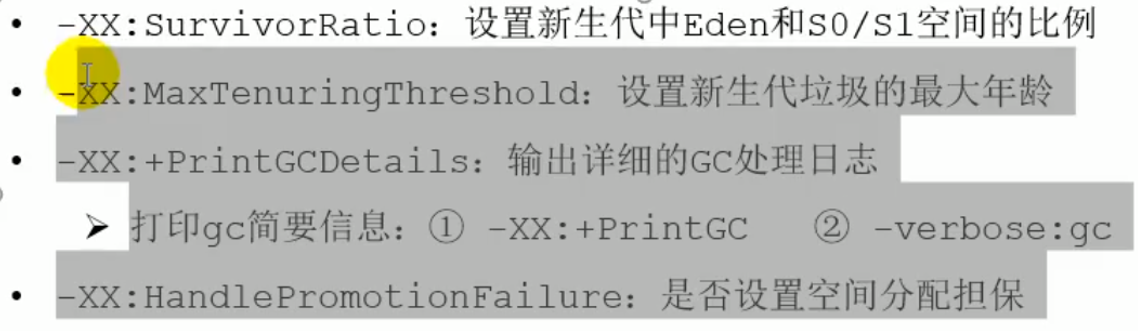 • -XX:SurvivorRatio：设置新生代中Eden和S0/S1空间的比例
• -XX:MaxTenuringThreshold：设置新生代垃圾的最大年龄
• -XX:+PrintGCDetails：输出详细的GC处理日志
➢ 打印gc简要信息：① -XX:+PrintGC ② -verbose:gc
• -XX:HandlePromotionFailure：是否设置空间分配担保